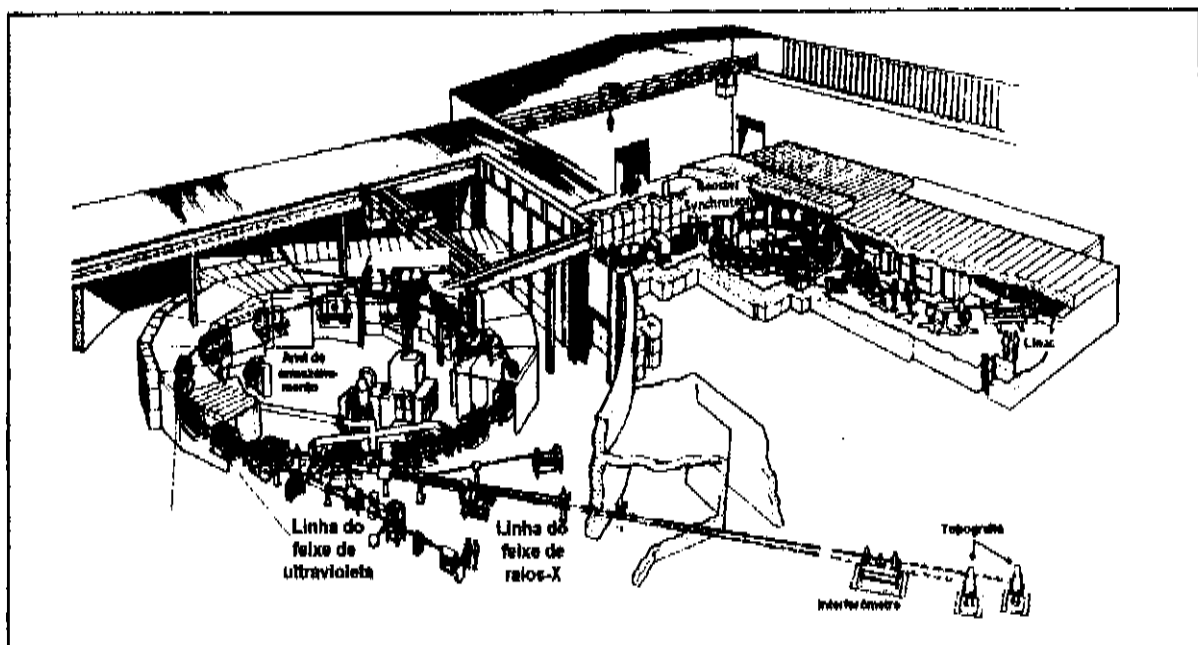 Booster
Synchrotron
Linac
Anel de
armazena-
mento
Linha do
feixe de
ultravioleta
Linha do
feixe de
raios-X
Topografia
Interferômetro